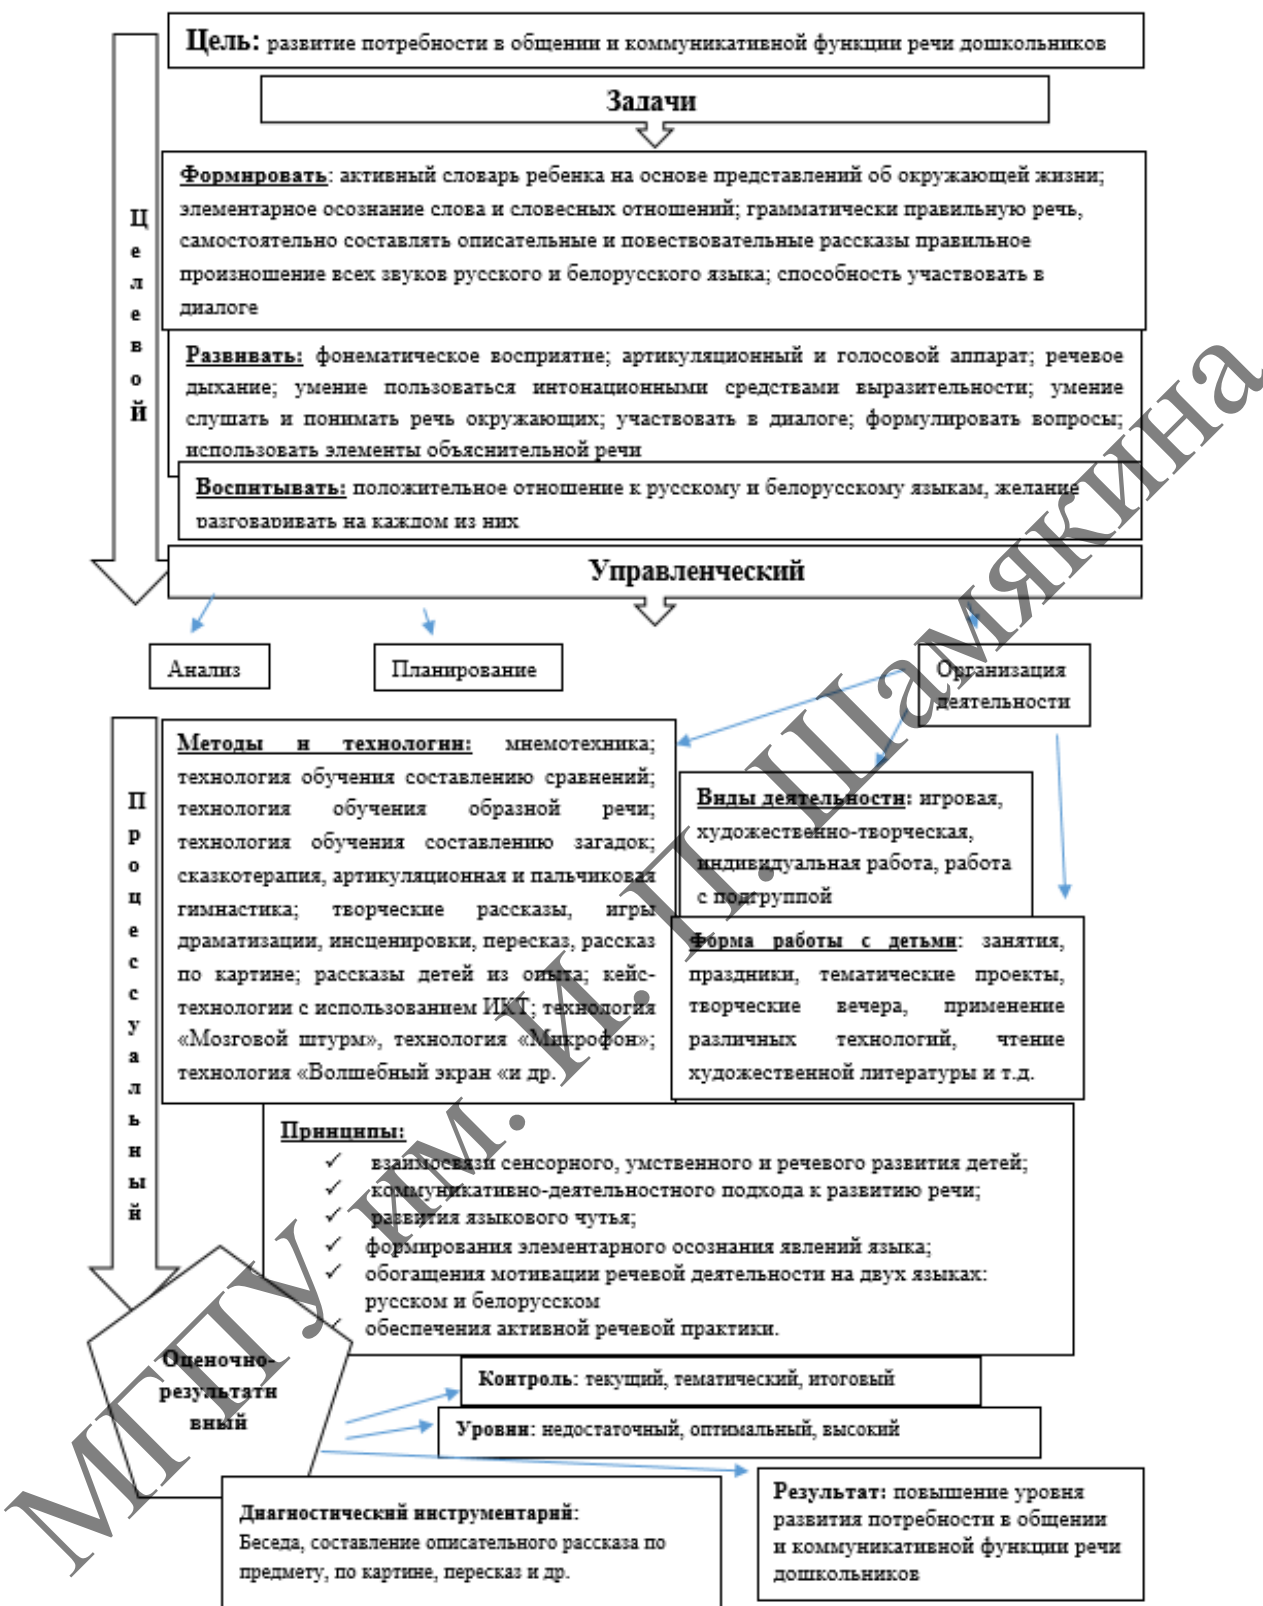 Цель: развитие потребности в общении и коммуникативной функции речи дошкольников
Задачи
Формировать: активный словарь ребенка на основе представлений об окружающей жизни;
элементарное осознание слова и словесных отношений; грамматически правильную речь,
самостоятельно составлять описательные и повествовательные рассказы правильное
произношение всех звуков русского и белорусского языка; способность участвовать в
диалоге
Целевой
Развивать: фонематическое восприятие; артикуляционный и голосовой аппарат; речевое
дыхание; умение пользоваться интонационными средствами выразительности; умение
слушать и понимать речь окружающих; участвовать в диалоге; формулировать вопросы;
использовать элементы объяснительной речи
Воспитывать: положительное отношение к русскому и белорусскому языкам, желание
разговаривать на каждом из них
Управленческий
Анализ
Планирование
Организация
деятельности
Процессуальный
Методы и технологии: мнемотехника;
технология обучения составлению сравнений;
технология обучения образной речи;
технология обучения составлению загадок;
сказкотерапия, артикуляционная и пальчиковая
гимнастика; творческие рассказы, игры
драматизации, инсценировки, пересказ, рассказ
по картине; рассказы детей из опыта; кейс-
технологии с использованием ИКТ; технология
«Мозговой штурм», технология «Микрофон»;
технология «Волшебный экран «и др.
Виды деятельности: игровая,
художественно-творческая,
индивидуальная работа, работа
с подгруппой
Форма работы с детьми: занятия,
праздники, тематические проекты,
творческие вечера, применение
различных технологий, чтение
художественной литературы и т.д.
Принципы:
✓ взаимосвязи сенсорного, умственного и речевого развития детей;
✓ коммуникативно-деятельностного подхода к развитию речи;
✓ развития языкового чутья;
✓ формирования элементарного осознания явлений языка;
✓ обогащения мотивации речевой деятельности на двух языках:
русском и белорусском
✓ обеспечения активной речевой практики.
Оценочно-
результати
вный
Контроль: текущий, тематический, итоговый
Уровни: недостаточный, оптимальный, высокий
Диагностический инструментарий:
Беседа, составление описательного рассказа по
предмету, по картине, пересказ и др.
Результат: повышение уровня
развития потребности в общении
и коммуникативной функции речи
дошкольников
МГПУ им. И. П. Шамякина